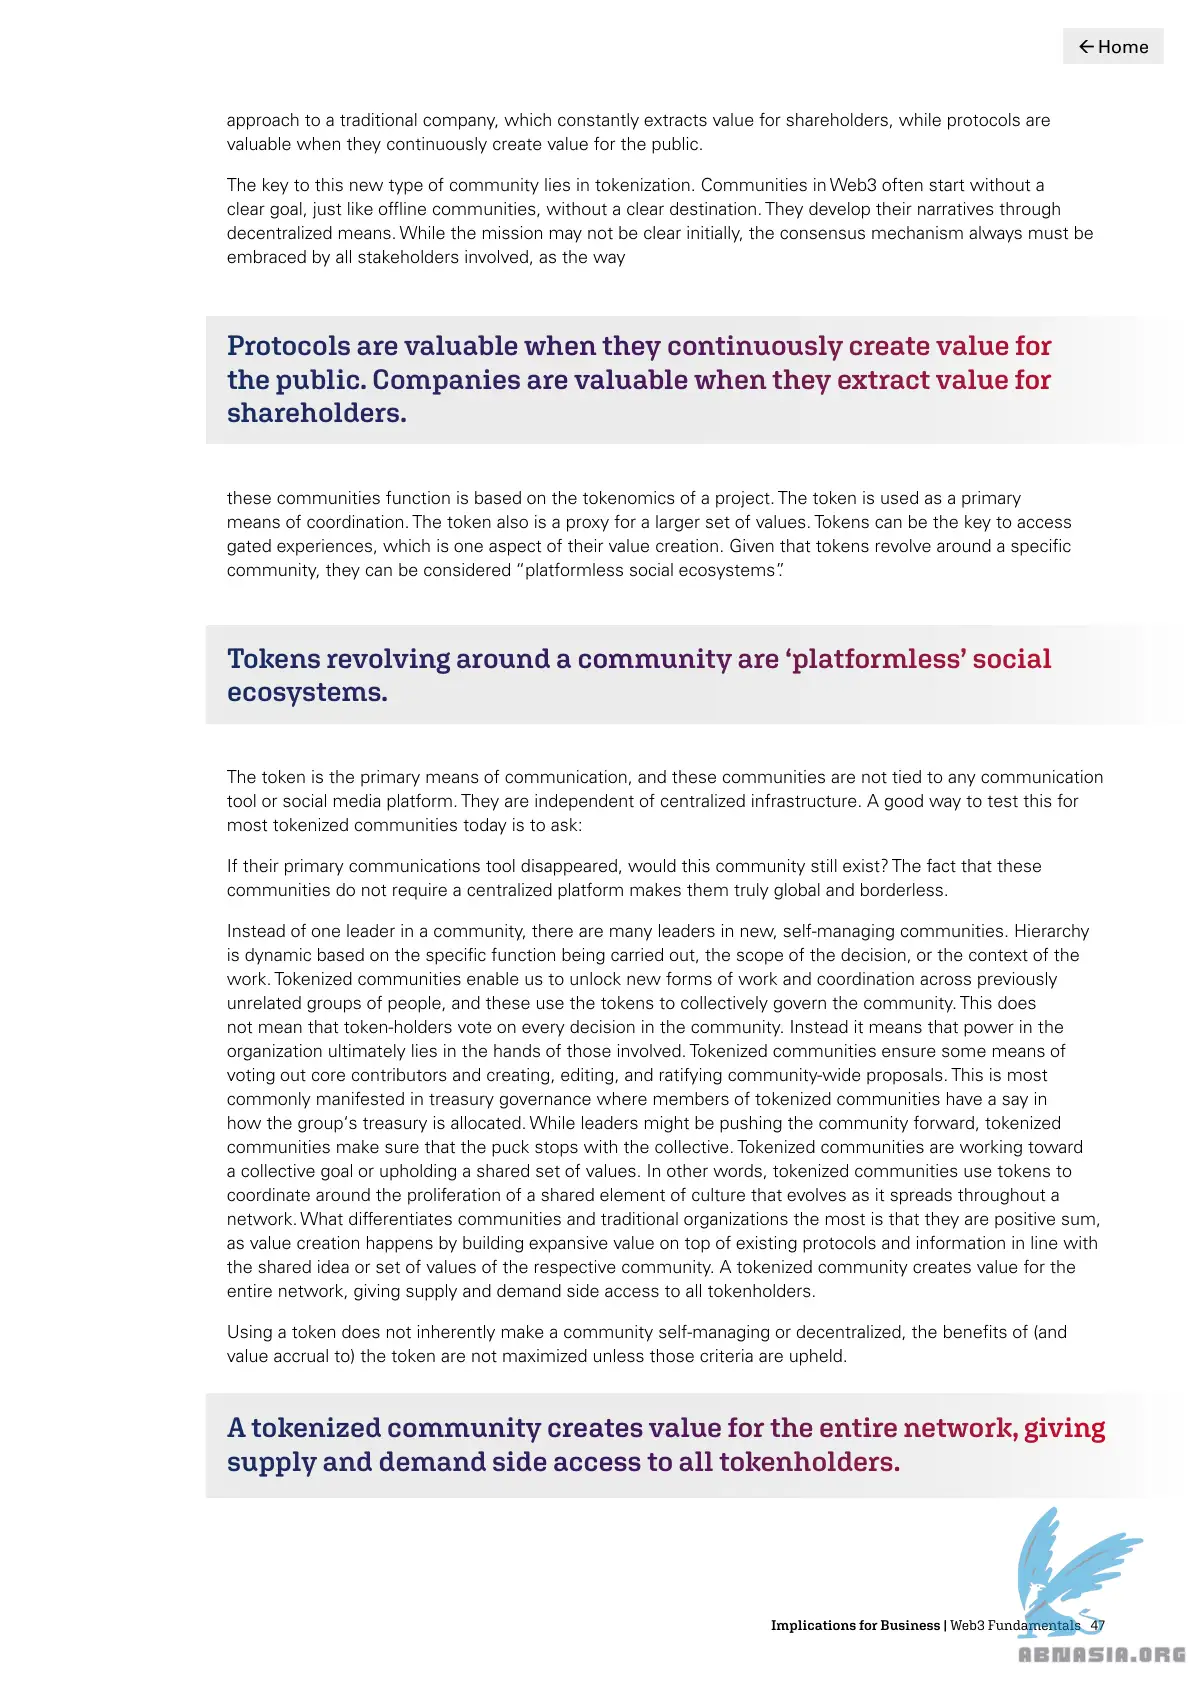 ← Home
approach to a traditional company, which constantly extracts value for shareholders, while protocols are
valuable when they continuously create value for the public.
The key to this new type of community lies in tokenization. Communities in Web3 often start without a
clear goal, just like offline communities, without a clear destination. They develop their narratives through
decentralized means. While the mission may not be clear initially, the consensus mechanism always must be
embraced by all stakeholders involved, as the way
Protocols are valuable when they continuously create value for
the public. Companies are valuable when they extract value for
shareholders.
these communities function is based on the tokenomics of a project. The token is used as a primary
means of coordination. The token also is a proxy for a larger set of values. Tokens can be the key to access
gated experiences, which is one aspect of their value creation. Given that tokens revolve around a specific
community, they can be considered “platformless social ecosystems”.
Tokens revolving around a community are ‘platformless’ social
ecosystems.
The token is the primary means of communication, and these communities are not tied to any communication
tool or social media platform. They are independent of centralized infrastructure. A good way to test this for
most tokenized communities today is to ask:
If their primary communications tool disappeared, would this community still exist? The fact that these
communities do not require a centralized platform makes them truly global and borderless.
Instead of one leader in a community, there are many leaders in new, self-managing communities. Hierarchy
is dynamic based on the specific function being carried out, the scope of the decision, or the context of the
work. Tokenized communities enable us to unlock new forms of work and coordination across previously
unrelated groups of people, and these use the tokens to collectively govern the community. This does
not mean that token-holders vote on every decision in the community. Instead it means that power in the
organization ultimately lies in the hands of those involved. Tokenized communities ensure some means of
voting out core contributors and creating, editing, and ratifying community-wide proposals. This is most
commonly manifested in treasury governance where members of tokenized communities have a say in
how the group’s treasury is allocated. While leaders might be pushing the community forward, tokenized
communities make sure that the puck stops with the collective. Tokenized communities are working toward
a collective goal or upholding a shared set of values. In other words, tokenized communities use tokens to
coordinate around the proliferation of a shared element of culture that evolves as it spreads throughout a
network. What differentiates communities and traditional organizations the most is that they are positive sum,
as value creation happens by building expansive value on top of existing protocols and information in line with
the shared idea or set of values of the respective community. A tokenized community creates value for the
entire network, giving supply and demand side access to all tokenholders.
Using a token does not inherently make a community self-managing or decentralized, the benefits of (and
value accrual to) the token are not maximized unless those criteria are upheld.
A tokenized community creates value for the entire network, giving
supply and demand side access to all tokenholders.
Implications for Business | Web3 Fundamentals 47
ABNASIA.ORG